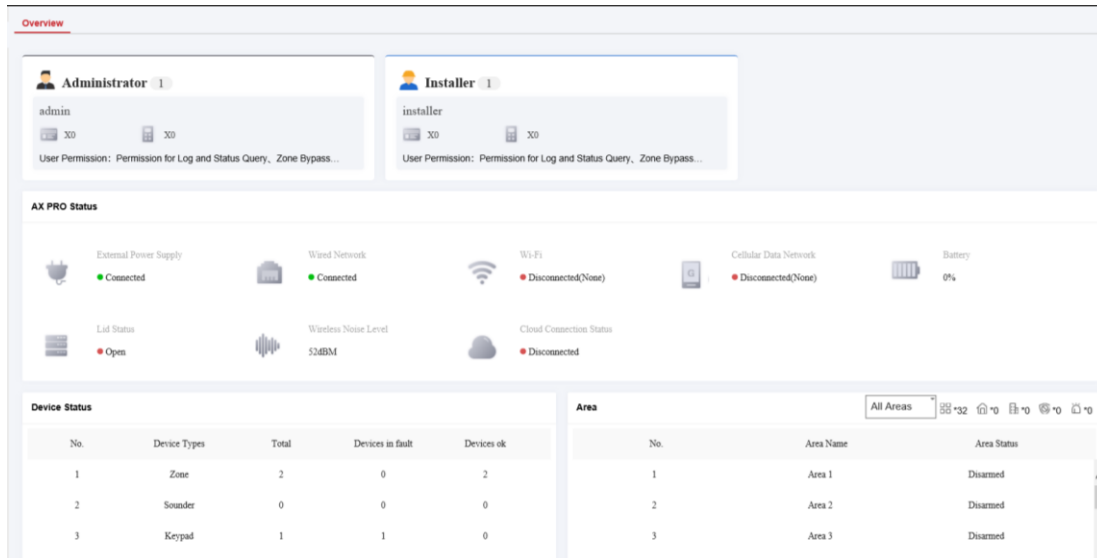 Overview
Administrator 1
admin
X0 X0
User Permission：Permission for Log and Status Query、Zone Bypass...
Installer 1
installer
X0 X0
User Permission：Permission for Log and Status Query、Zone Bypass...
AX PRO Status
External Power Supply
Connected
Wired Network
Connected
Wi-Fi
Disconnected(None)
G
Cellular Data Network
Disconnected(None)
Battery
0%
Lid Status
Open
Wireless Noise Level
52dBM
Cloud Connection Status
Disconnected
Device Status
No. Device Types Total Devices in fault Devices ok
1 Zone 2 0 2
2 Sounder 0 0 0
3 Keypad 1 1 0
Area All Areas *32 *0 *0 *0 *0
No. Area Name Area Status
1 Area 1 Disarmed
2 Area 2 Disarmed
3 Area 3 Disarmed